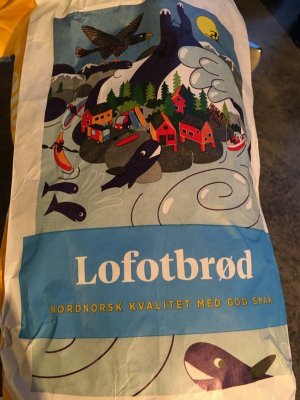 Lofotbrød
NORDNORSK KVALITET MED GOD SMAK